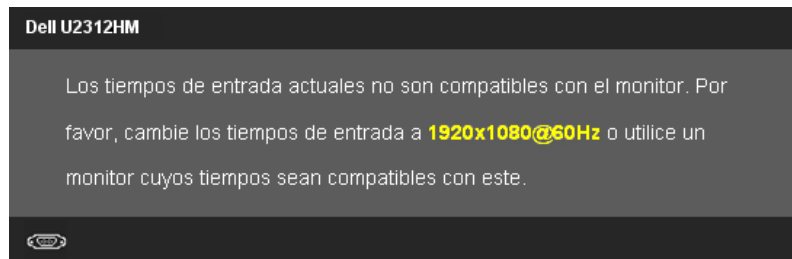 Dell U2312HM
Los tiempos de entrada actuales no son compatibles con el monitor. Por
favor, cambie los tiempos de entrada a 1920x1080@60Hz o utilice un
monitor cuyos tiempos sean compatibles con este.